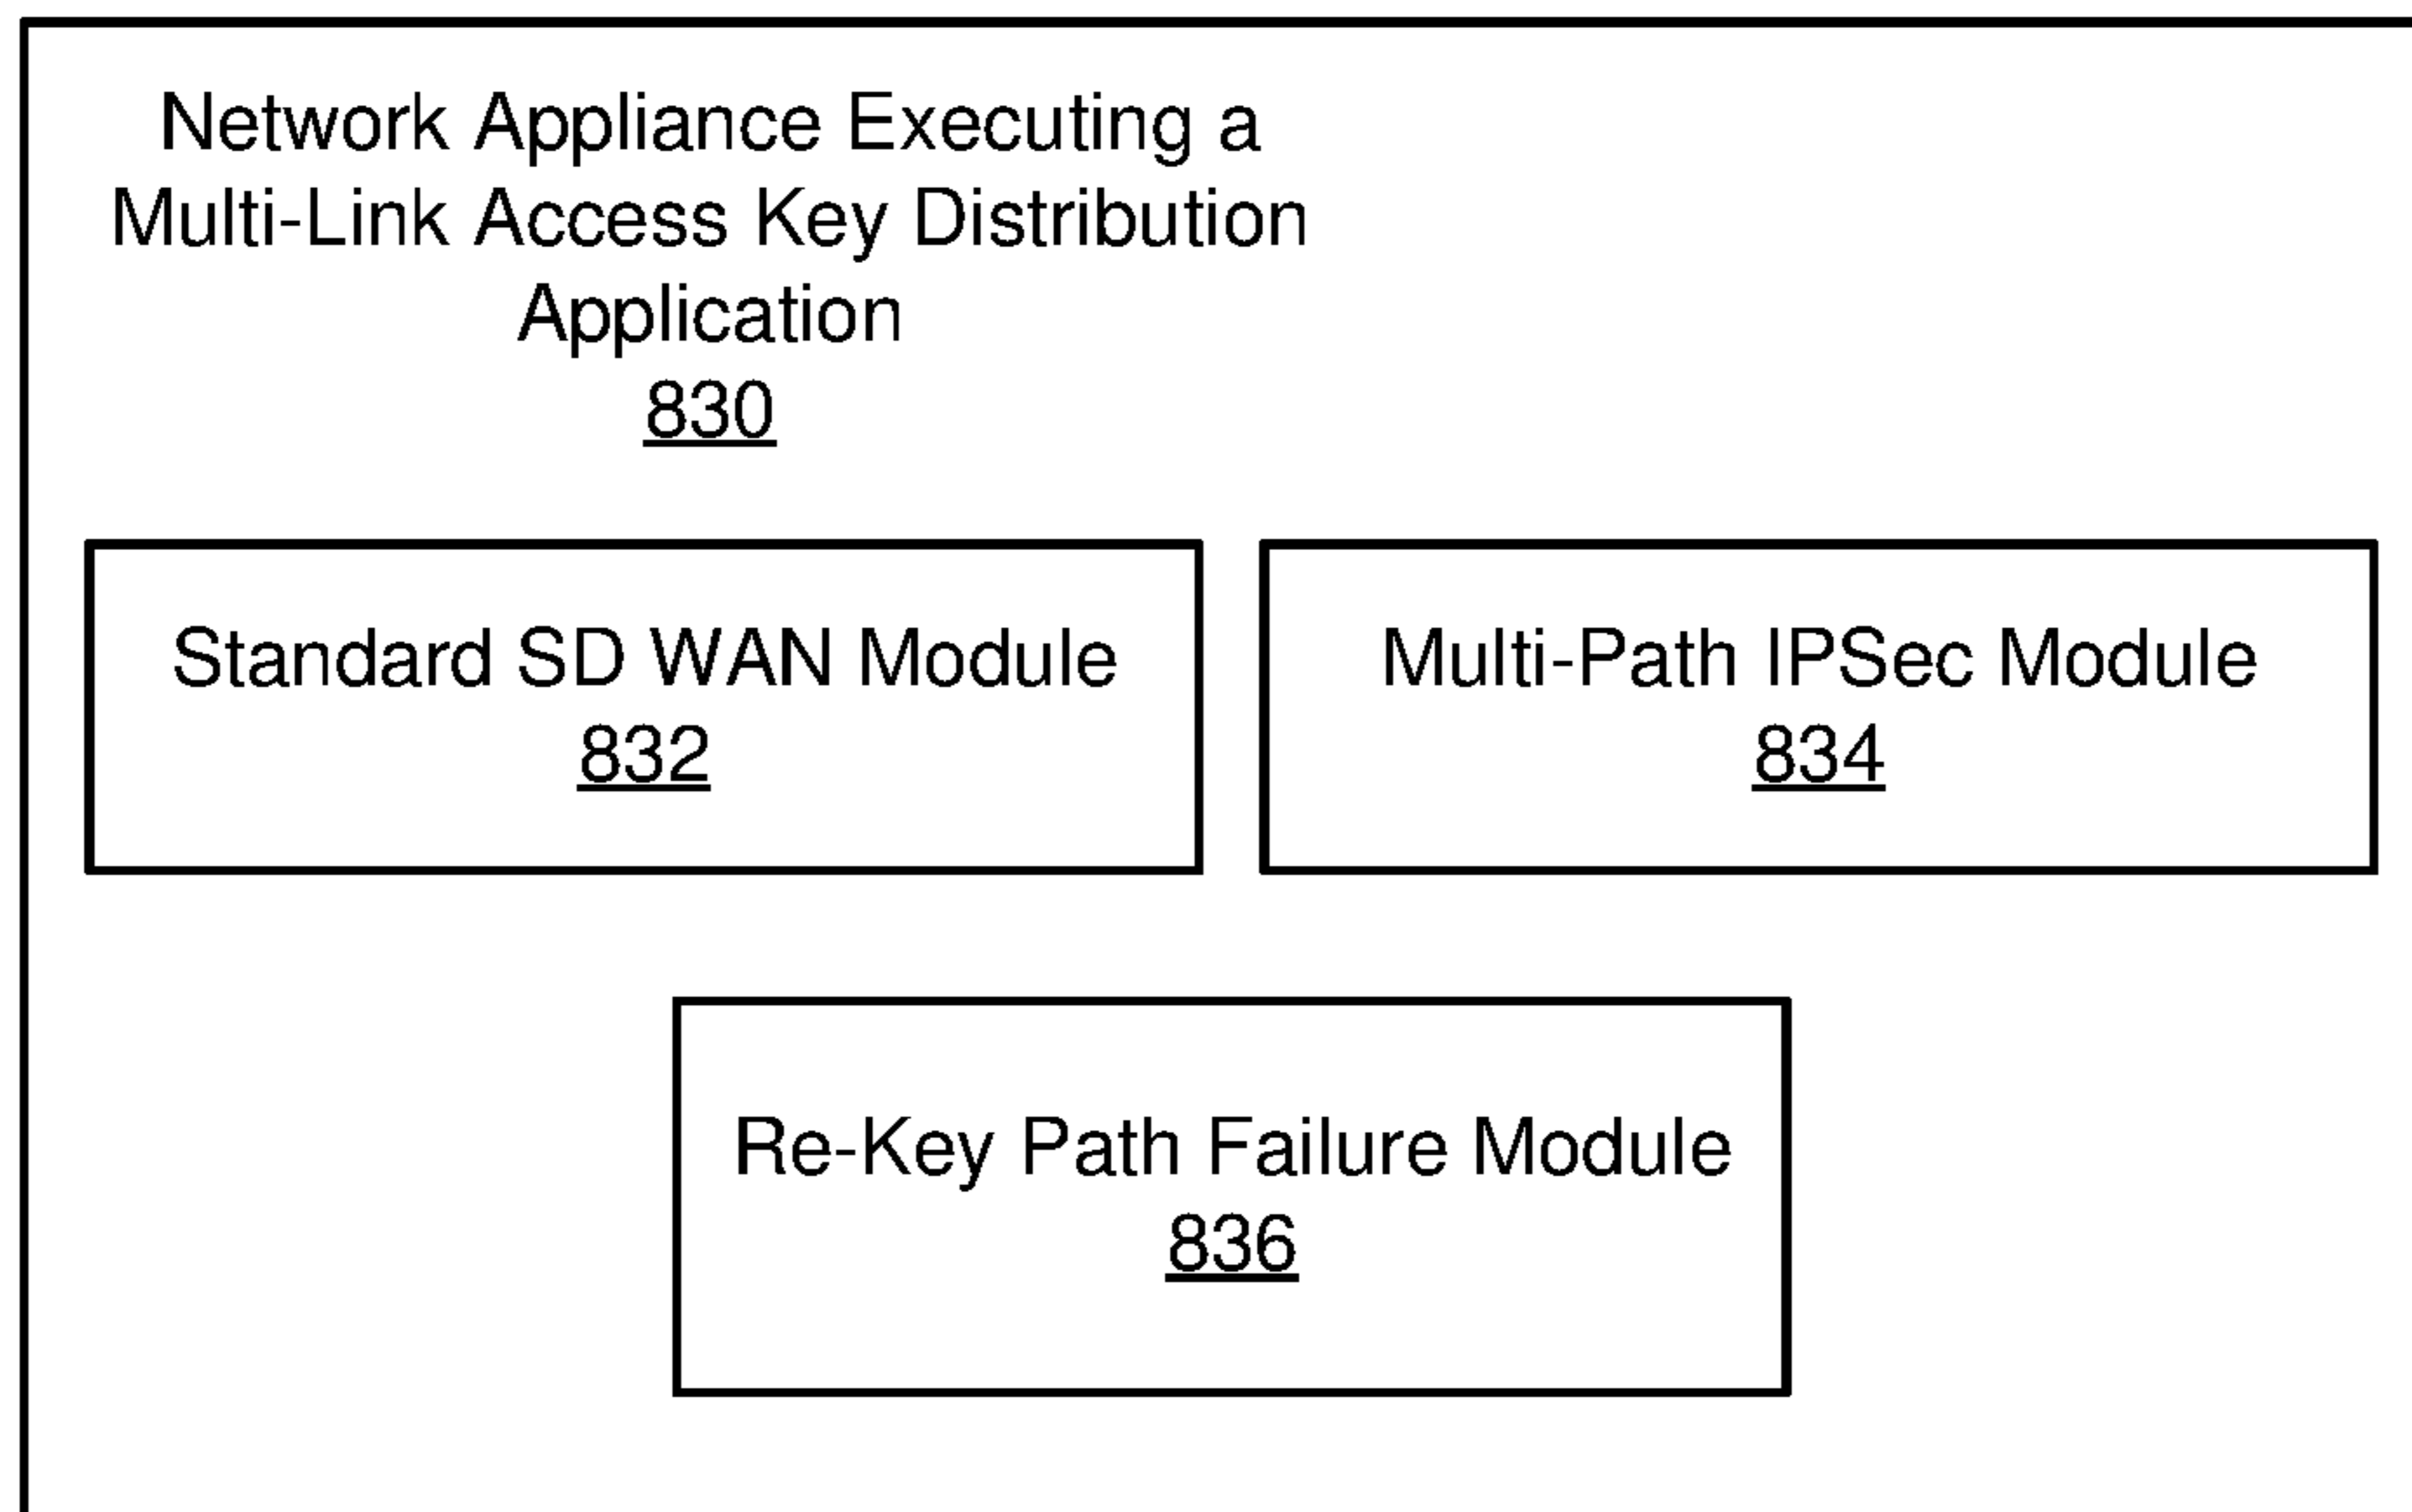 Network Appliance Executing a
Multi-Link Access Key Distribution
Application
830
Standard SD WAN Module
832
Multi-Path IPSec Module
834
Re-Key Path Failure Module
836